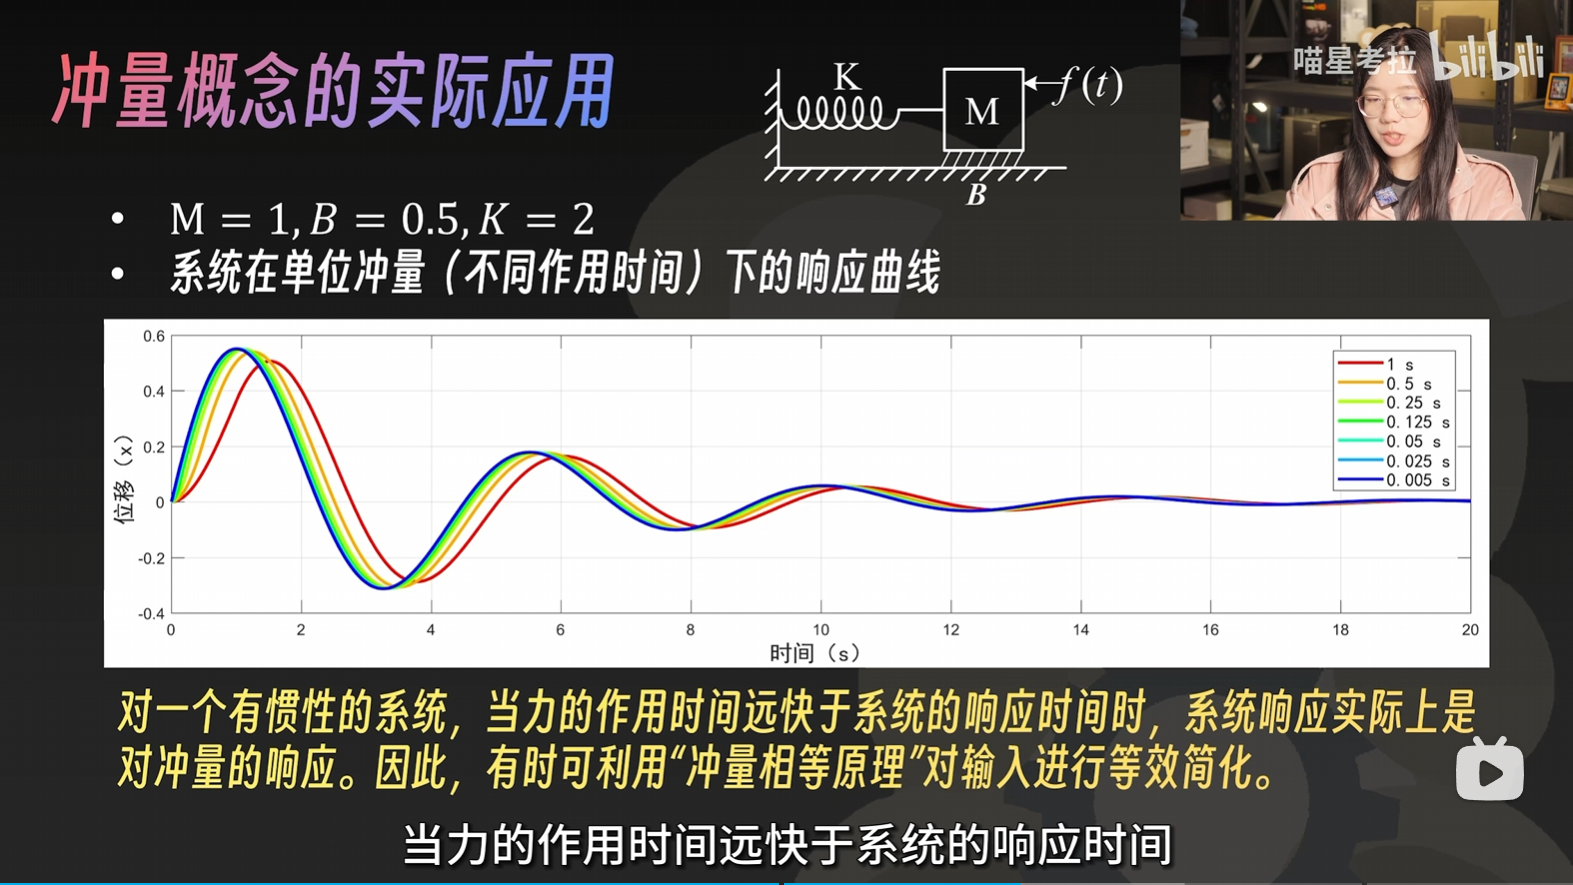 冲量概念的实际应用
K
M
f(t)
B
喵星考拉 bilibili
• M = 1, B = 0.5, K = 2
• 系统在单位冲量（不同作用时间）下的响应曲线
0.6
0.4
0.2
0
-0.2
-0.4
位移（x）
1 s
0.5 s
0.25 s
0.125 s
0.05 s
0.025 s
0.005 s
0 2 4 6 8 10 12 14 16 18 20
时间（s）
对一个有惯性的系统，当力的作用时间远快于系统的响应时间时，系统响应实际上是
对冲量的响应。因此，有时可利用“冲量相等原理”对输入进行等效简化。
当力的作用时间远快于系统的响应时间